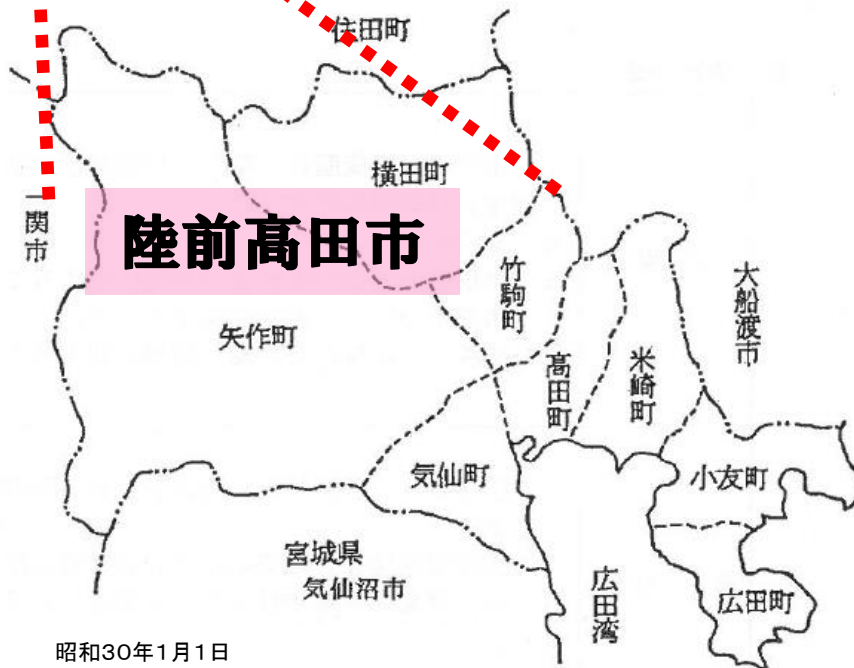 住田町
横田町
一関市
陸前高田市
竹駒町
大船渡市
矢作町
高田町
米崎町
気仙町
小友町
宮城県
気仙沼市
広田湾
広田町
昭和30年1月1日